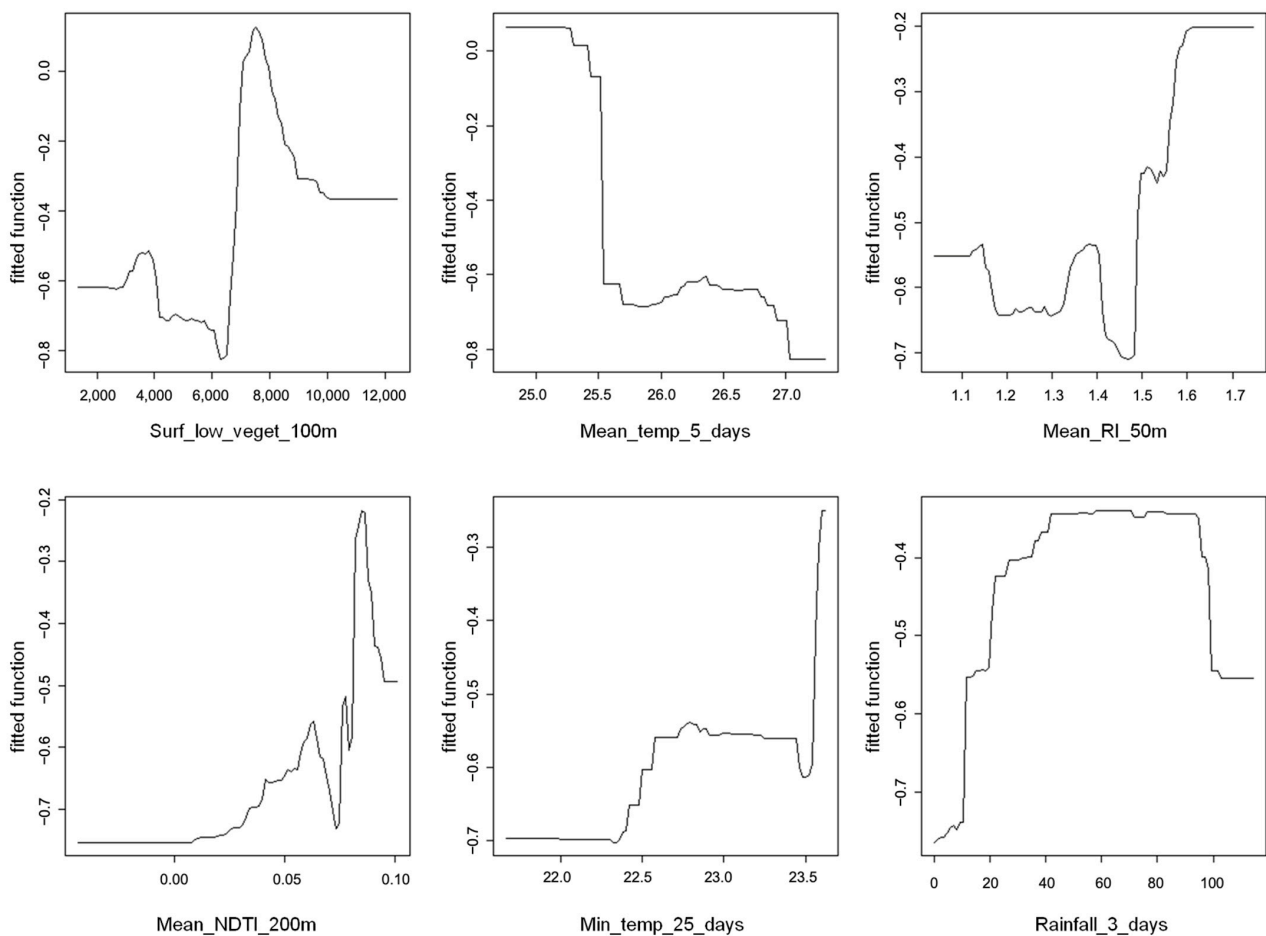 fitted function
0.0
−0.2
−0.4
−0.6
−0.8
2,000 4,000 6,000 8,000 10,000 12,000
Surf_low_veget_100m
fitted function
0.0
−0.2
−0.4
−0.6
−0.8
25.0 25.5 26.0 26.5 27.0
Mean_temp_5_days
fitted function
−0.2
−0.3
−0.4
−0.5
−0.6
−0.7
1.1 1.2 1.3 1.4 1.5 1.6 1.7
Mean_RI_50m
fitted function
−0.2
−0.3
−0.4
−0.5
−0.6
−0.7
0.00 0.05 0.10
Mean_NDTI_200m
fitted function
−0.3
−0.4
−0.5
−0.6
−0.7
22.0 22.5 23.0 23.5
Min_temp_25_days
fitted function
−0.4
−0.5
−0.6
−0.7
0 20 40 60 80 100
Rainfall_3_days